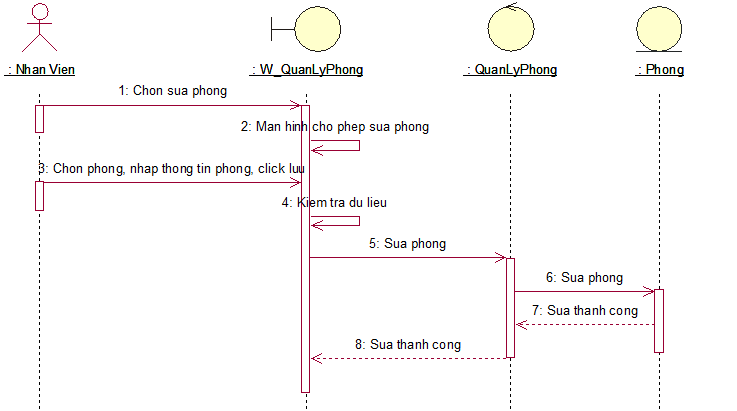 : Nhan Vien
: W_QuanLyPhong
: QuanLyPhong
: Phong
1: Chon sua phong
2: Man hinh cho phep sua phong
3: Chon phong, nhap thong tin phong, click luu
4: Kiem tra du lieu
5: Sua phong
6: Sua phong
7: Sua thanh cong
8: Sua thanh cong